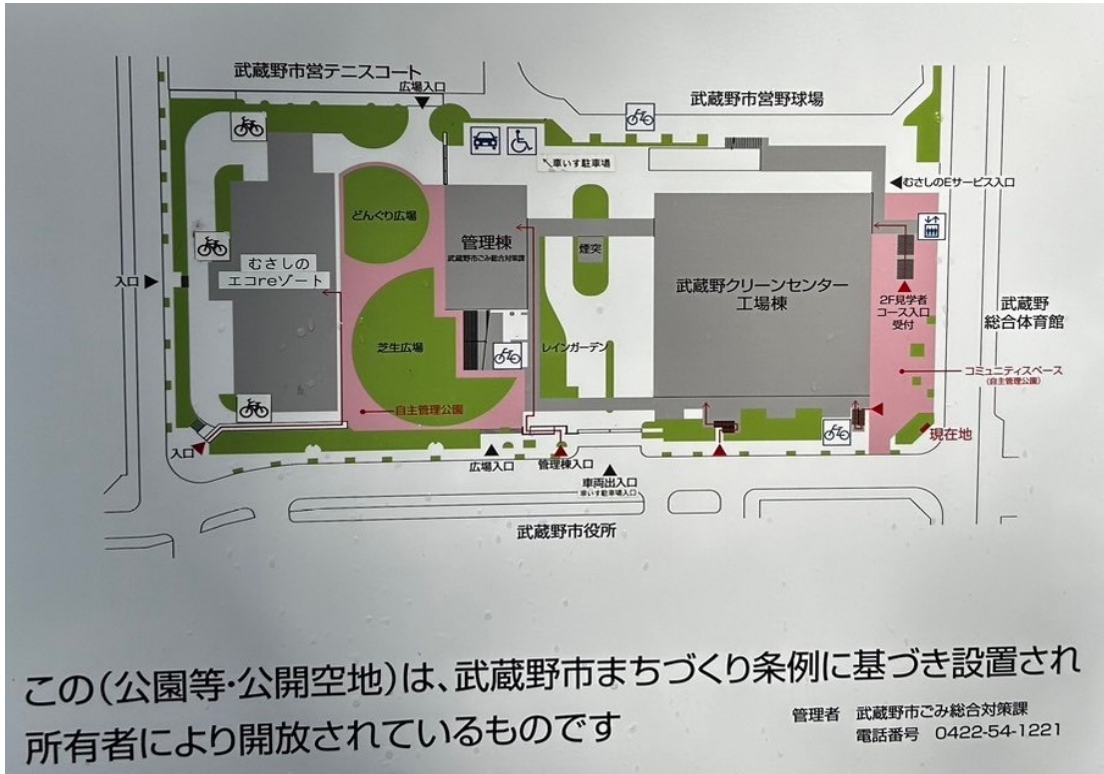 武蔵野市営テニスコート
広場入口
武蔵野市営野球場
車いす駐車場
むさしのEサービス入口
どんぐり広場
管理棟
武蔵野市ごみ総合対策課
煙突
むさしの
エコreゾート
入口
武蔵野クリーンセンター
工場棟
2F見学者
コース入口
受付
武蔵野
総合体育館
芝生広場
レインガーデン
コミュニティスペース
(自主管理公園)
自主管理公園
現在地
入口
広場入口
管理棟入口
車両出入口
車いす駐車場入口
武蔵野市役所
この(公園等・公開空地)は、武蔵野市まちづくり条例に基づき設置され
所有者により開放されているものです
管理者 武蔵野市ごみ総合対策課
電話番号 0422-54-1221